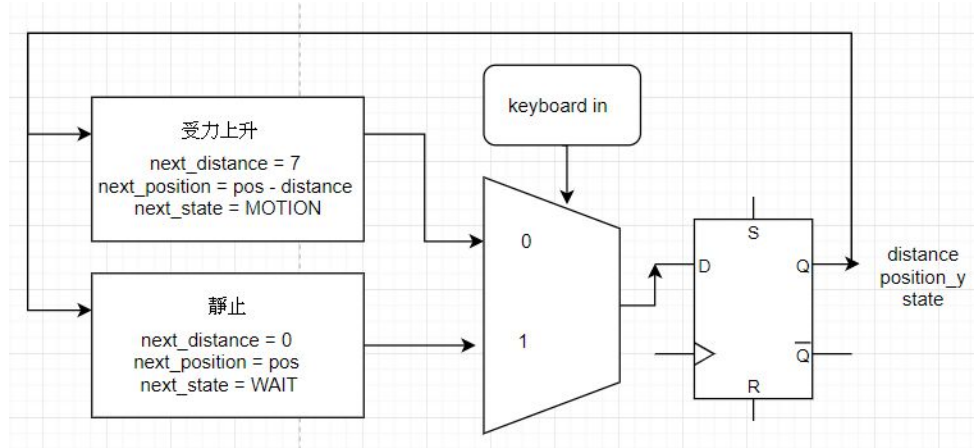 受力上升
next_distance = 7
next_position = pos - distance
next_state = MOTION
靜止
next_distance = 0
next_position = pos
next_state = WAIT
keyboard in
0
1
S
D
Q
Q
R
distance
position_y
state